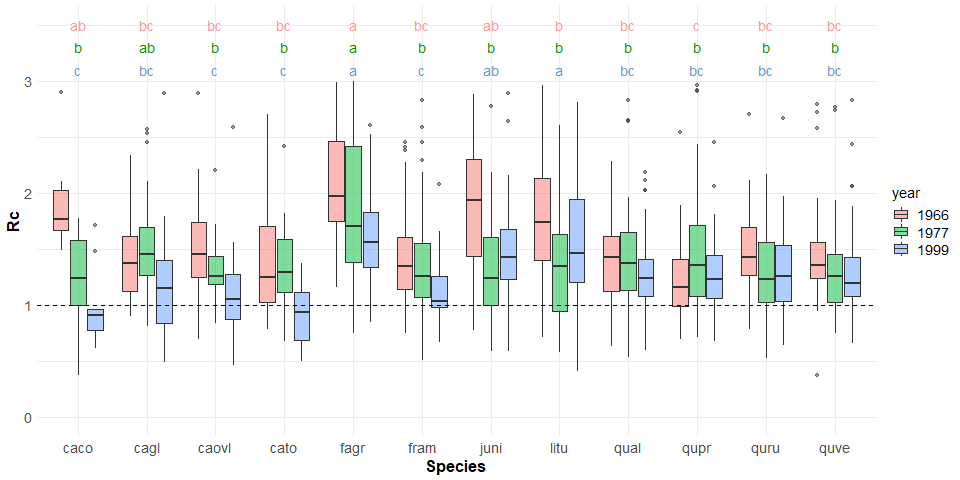 ab bc bc bc a bc ab b bc c bc bc
b ab b b a b b b b b b b
c bc c c a c ab a bc bc bc bc
3
2
1
0
Rc
caco cagl caovl cato fagr fram juni litu qual qupr quru quve
Species
year
1966
1977
1999